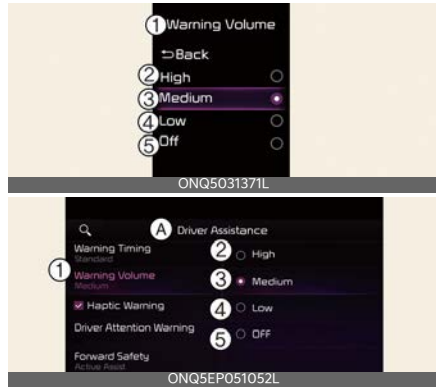 ① Warning Volume
Back
② High
③ Medium
④ Low
⑤ Off
ONQ5031371L
Ⓐ Driver Assistance
Warning Timing
Standard
② High
① Warning Volume
Medium
③ Medium
Haptic Warning
④ Low
Driver Attention Warning
⑤ OFF
Forward Safety
Active Assist
ONQ5EP051052L